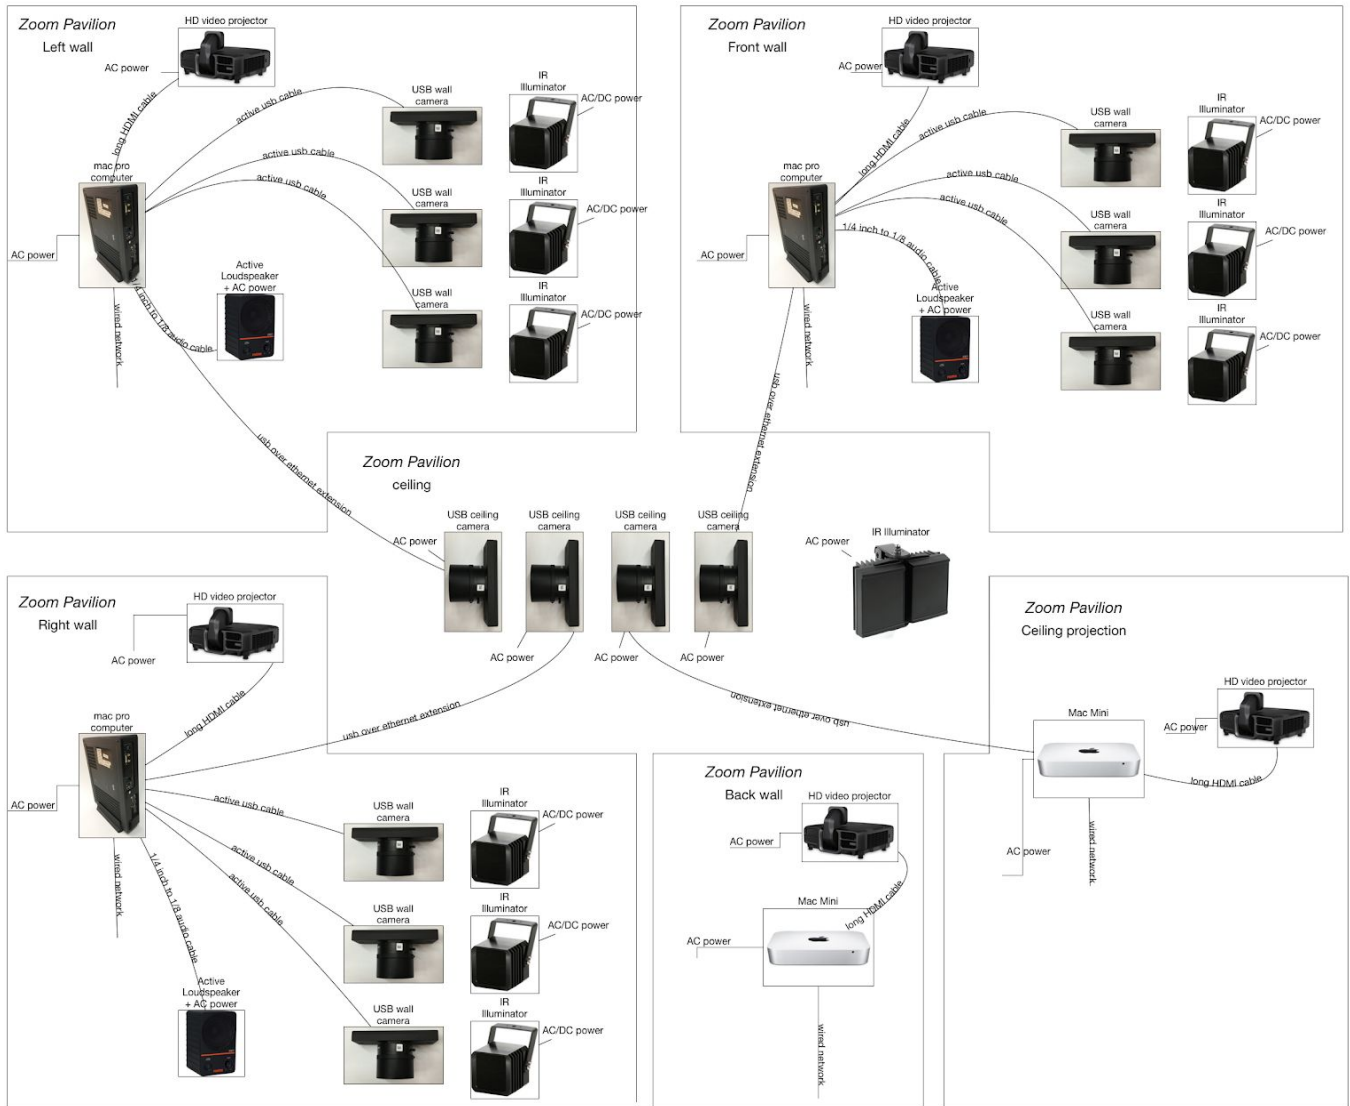 Zoom Pavilion
Left wall
HD video projector
AC power
long HDMI cable
active usb cable
active usb cable
active usb cable
USB wall
camera
IR
Illuminator
AC/DC power
mac pro
computer
USB wall
camera
IR
Illuminator
AC/DC power
AC power
Active
Loudspeaker
+ AC power
1/4 inch to 1/8 audio cable
wired network
USB wall
camera
IR
Illuminator
AC/DC power
usb over ethernet extension
Zoom Pavilion
Front wall
HD video projector
AC power
long HDMI cable
active usb cable
active usb cable
active usb cable
USB wall
camera
IR
Illuminator
AC/DC power
mac pro
computer
USB wall
camera
IR
Illuminator
AC/DC power
AC power
1/4 inch to 1/8 audio cable
Active
Loudspeaker
+ AC power
wired network
USB wall
camera
IR
Illuminator
AC/DC power
usb over ethernet extension
Zoom Pavilion
ceiling
USB ceiling
camera
USB ceiling
camera
USB ceiling
camera
USB ceiling
camera
AC power
AC power
IR Illuminator
AC power
AC power
AC power
usb over ethernet extension
usb over ethernet extension
Zoom Pavilion
Right wall
HD video projector
AC power
long HDMI cable
mac pro
computer
AC power
active usb cable
active usb cable
active usb cable
wired network
1/4 inch to 1/8 audio cable
USB wall
camera
IR
Illuminator
AC/DC power
USB wall
camera
IR
Illuminator
AC/DC power
Active
Loudspeaker
+ AC power
USB wall
camera
IR
Illuminator
AC/DC power
Zoom Pavilion
Back wall
HD video projector
AC power
long HDMI cable
Mac Mini
AC power
wired network
Zoom Pavilion
Ceiling projection
HD video projector
Mac Mini
AC power
long HDMI cable
AC power
wired network